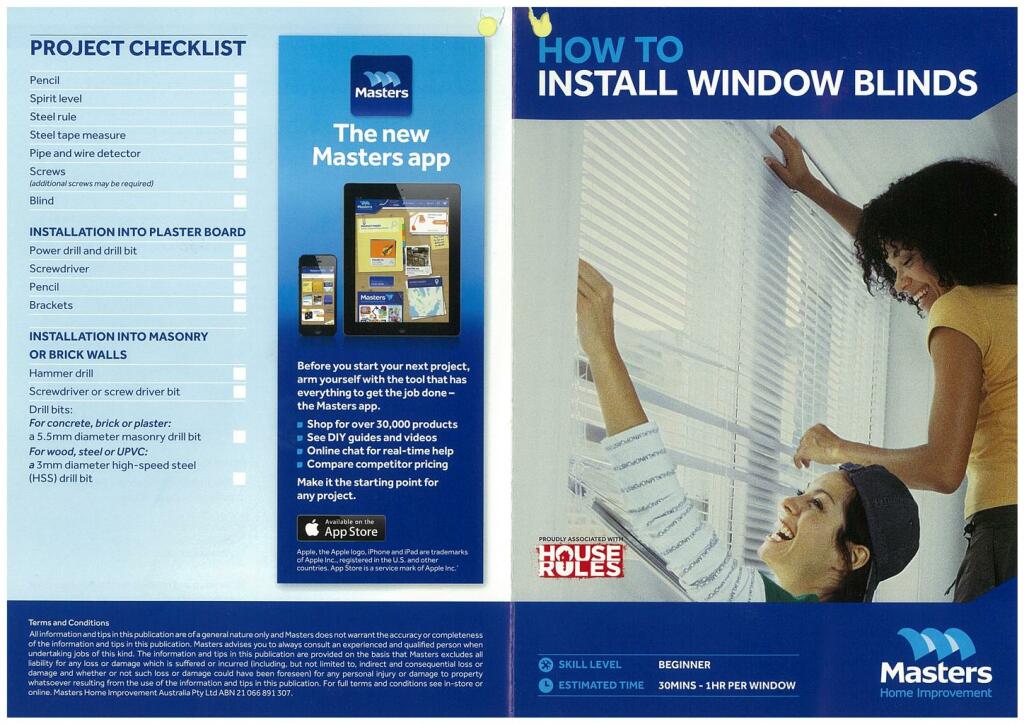 PROJECT CHECKLIST
Pencil
Spirit level
Steel rule
Steel tape measure
Pipe and wire detector
Screws
(additional screws may be required)
Blind
INSTALLATION INTO PLASTER BOARD
Power drill and drill bit
Screwdriver
Pencil
Brackets
INSTALLATION INTO MASONRY
OR BRICK WALLS
Hammer drill
Screwdriver or screw driver bit
Drill bits:
For concrete, brick or plaster:
a 5.5mm diameter masonry drill bit
For wood, steel or UPVC:
a 3mm diameter high-speed steel
(HSS) drill bit
Masters
The new
Masters app
Masters
Masters
Before you start your next project,
arm yourself with the tool that has
everything to get the job done –
the Masters app.
Shop for over 30,000 products
See DIY guides and videos
Online chat for real-time help
Compare competitor pricing
Make it the starting point for
any project.
Available on the
App Store
Apple, the Apple logo, iPhone and iPad are trademarks
of Apple Inc., registered in the U.S. and other
countries. App Store is a service mark of Apple Inc.
Terms and Conditions
All information and tips in this publication are of a general nature only and Masters does not warrant the accuracy or completeness
of the information and tips in this publication. Masters advises you to always consult an experienced and qualified person when
undertaking jobs of this kind. The information and tips in this publication are provided on the basis that Masters excludes all
liability for any loss or damage which is suffered or incurred (including, but not limited to, indirect and consequential loss or
damage and whether or not such loss or damage could have been foreseen) for any personal injury or damage to property
whatsoever resulting from the use of the information and tips in this publication. For full terms and conditions see in-store or
online. Masters Home Improvement Australia Pty Ltd ABN 21 066 891 307.
HOW TO
INSTALL WINDOW BLINDS
PROUDLY ASSOCIATED WITH
HOUSE
RULES
SKILL LEVEL BEGINNER
ESTIMATED TIME 30MINS - 1HR PER WINDOW
Masters
Home Improvement